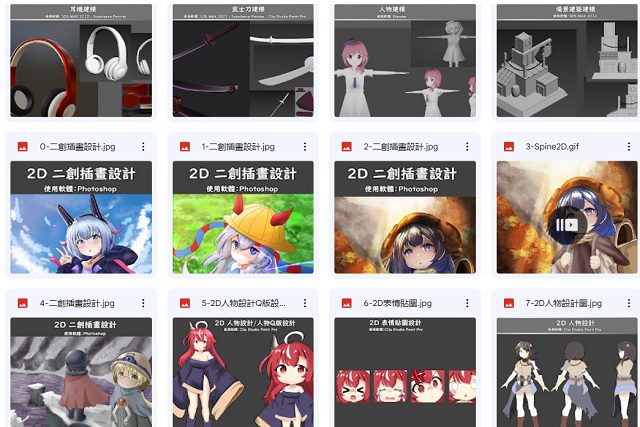 耳機建模
使用軟體:3DS MAX 2022、Substance Painter
武士刀建模
使用軟體:3DS MAX 2022、Substance Painter、Clip Studio Paint Pro
人物建模
使用軟體:Blender
場景建築建模
使用軟體:3DS MAX 2022
0-二創插畫設計.jpg
1-二創插畫設計.jpg
2-二創插畫設計.jpg
3-Spine2D.gif
2D 二創插畫設計
使用軟體:Photoshop
2D 二創插畫設計
使用軟體:Photoshop
2D 二創插畫設計
使用軟體:Photoshop
4-二創插畫設計.jpg
5-2D人物設計Q版設...
6-2D表情貼圖.jpg
7-2D人物設計圖.jpg
2D 二創插畫設計
使用軟體:Photoshop
2D 人物設計/人物Q版設計
使用軟體:Clip Studio Paint Pro
2D 表情貼圖設計
使用軟體:Clip Studio Paint Pro
2D 人物設計
使用軟體:Clip Studio Paint Pro